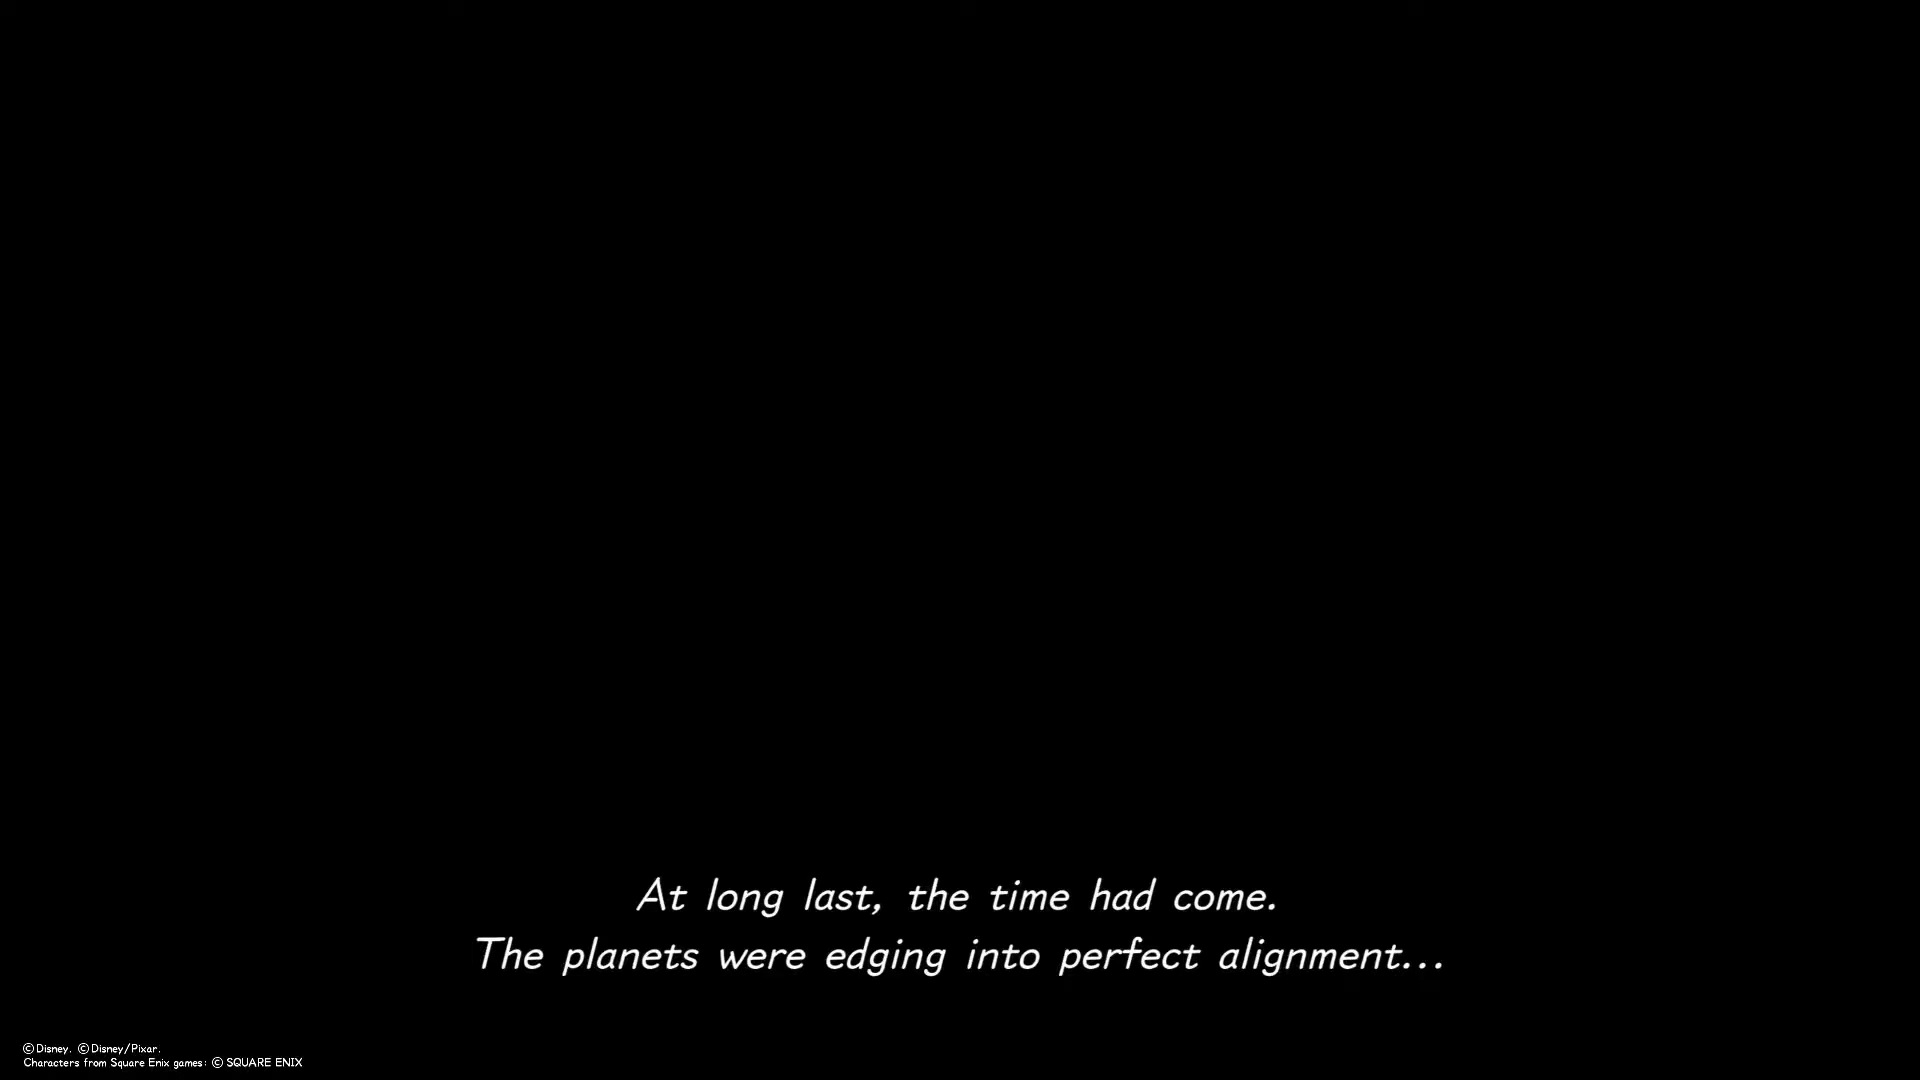 At long last, the time had come.
The planets were edging into perfect alignment...
©Disney. ©Disney/Pixar.
Characters from Square Enix games: © SQUARE ENIX